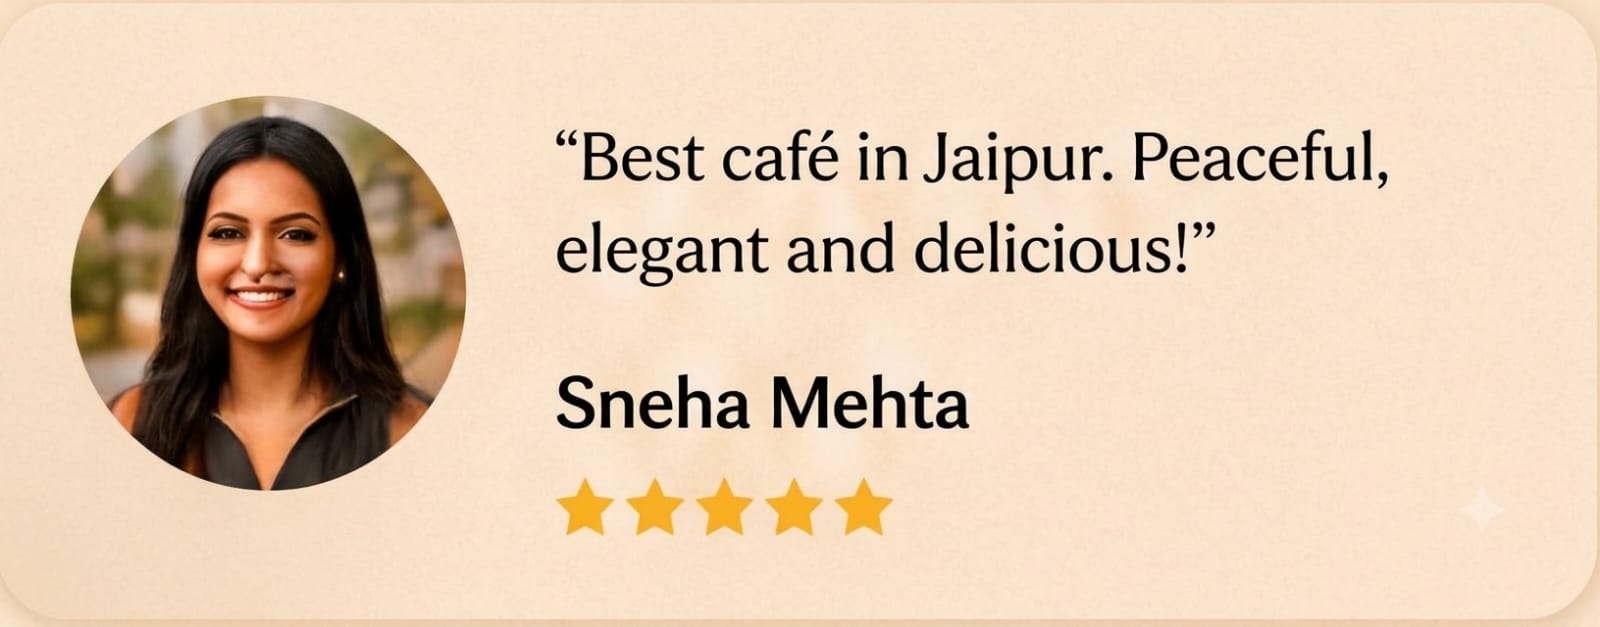 “Best café in Jaipur. Peaceful,
elegant and delicious!”
Sneha Mehta